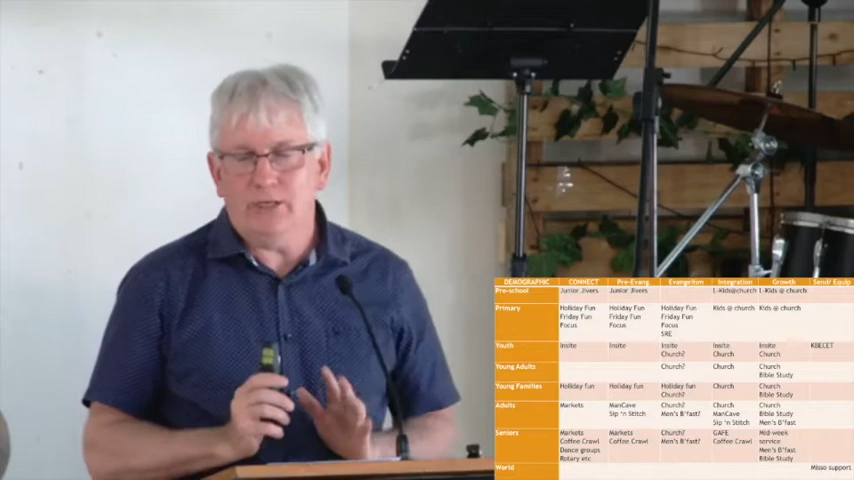 DEMOGRAPHIC CONNECT Pre-Evang Evangelism Integration Growth Send/ Equip
Pre-school Junior Jivers Junior Jivers L-Kids@church L-Kids @ church
Primary Holiday Fun Holiday Fun Holiday Fun Kids @ church Kids @ church
Friday Fun Friday Fun Friday Fun
Focus Focus Focus
SRE
Youth Insite Insite Insite Insite Insite KBECET
Church? Church Church
Young Adults Church? Church Church
Bible Study
Young Families Holiday fun Holiday fun Holiday fun Church Church
Church? Bible Study
Adults Markets ManCave Church? Church Church
Sip 'n Stitch Men's B'fast? ManCave Bible Study
Sip 'n Stitch Men's B'fast
Seniors Markets Markets Church? GAFE Mid-week
Coffee Crawl Coffee Crawl Men's B'fast? Coffee Crawl service
Dance groups Men's B'fast
Rotary etc Bible Study
World Misso support